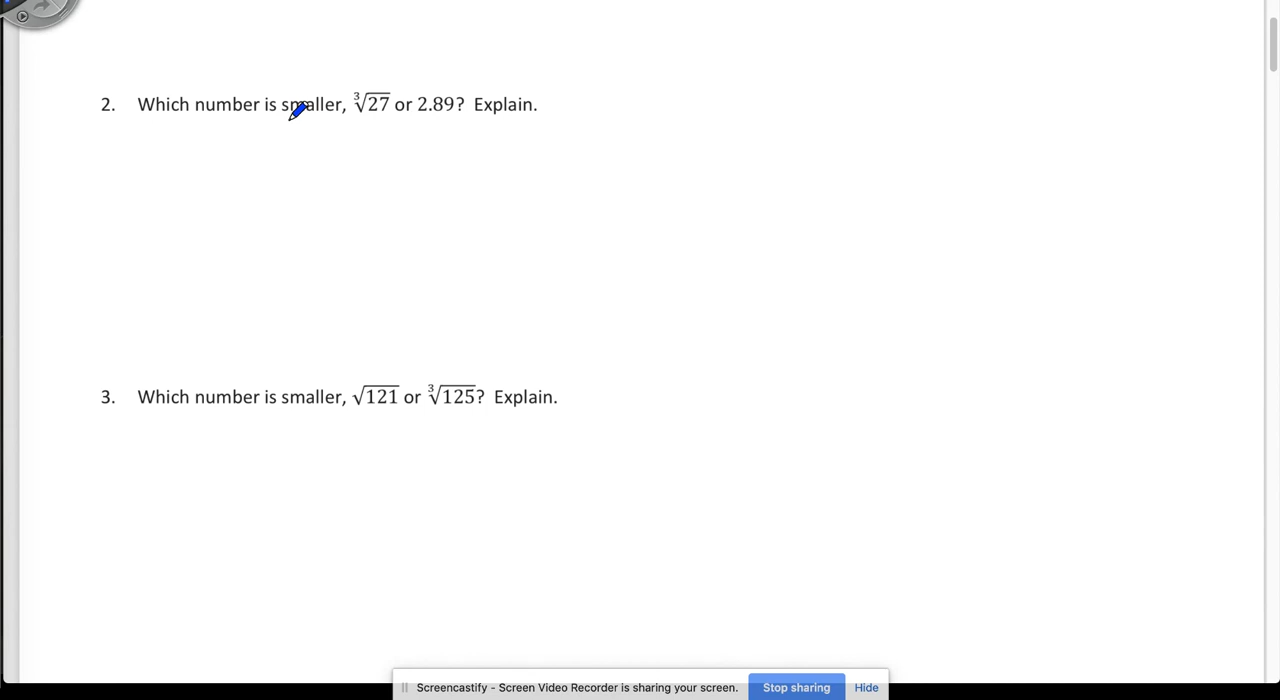 2. Which number is smaller, ∛27 or 2.89? Explain.
3. Which number is smaller, √121 or ∛125? Explain.
Screencastify - Screen Video Recorder is sharing your screen. Stop sharing Hide